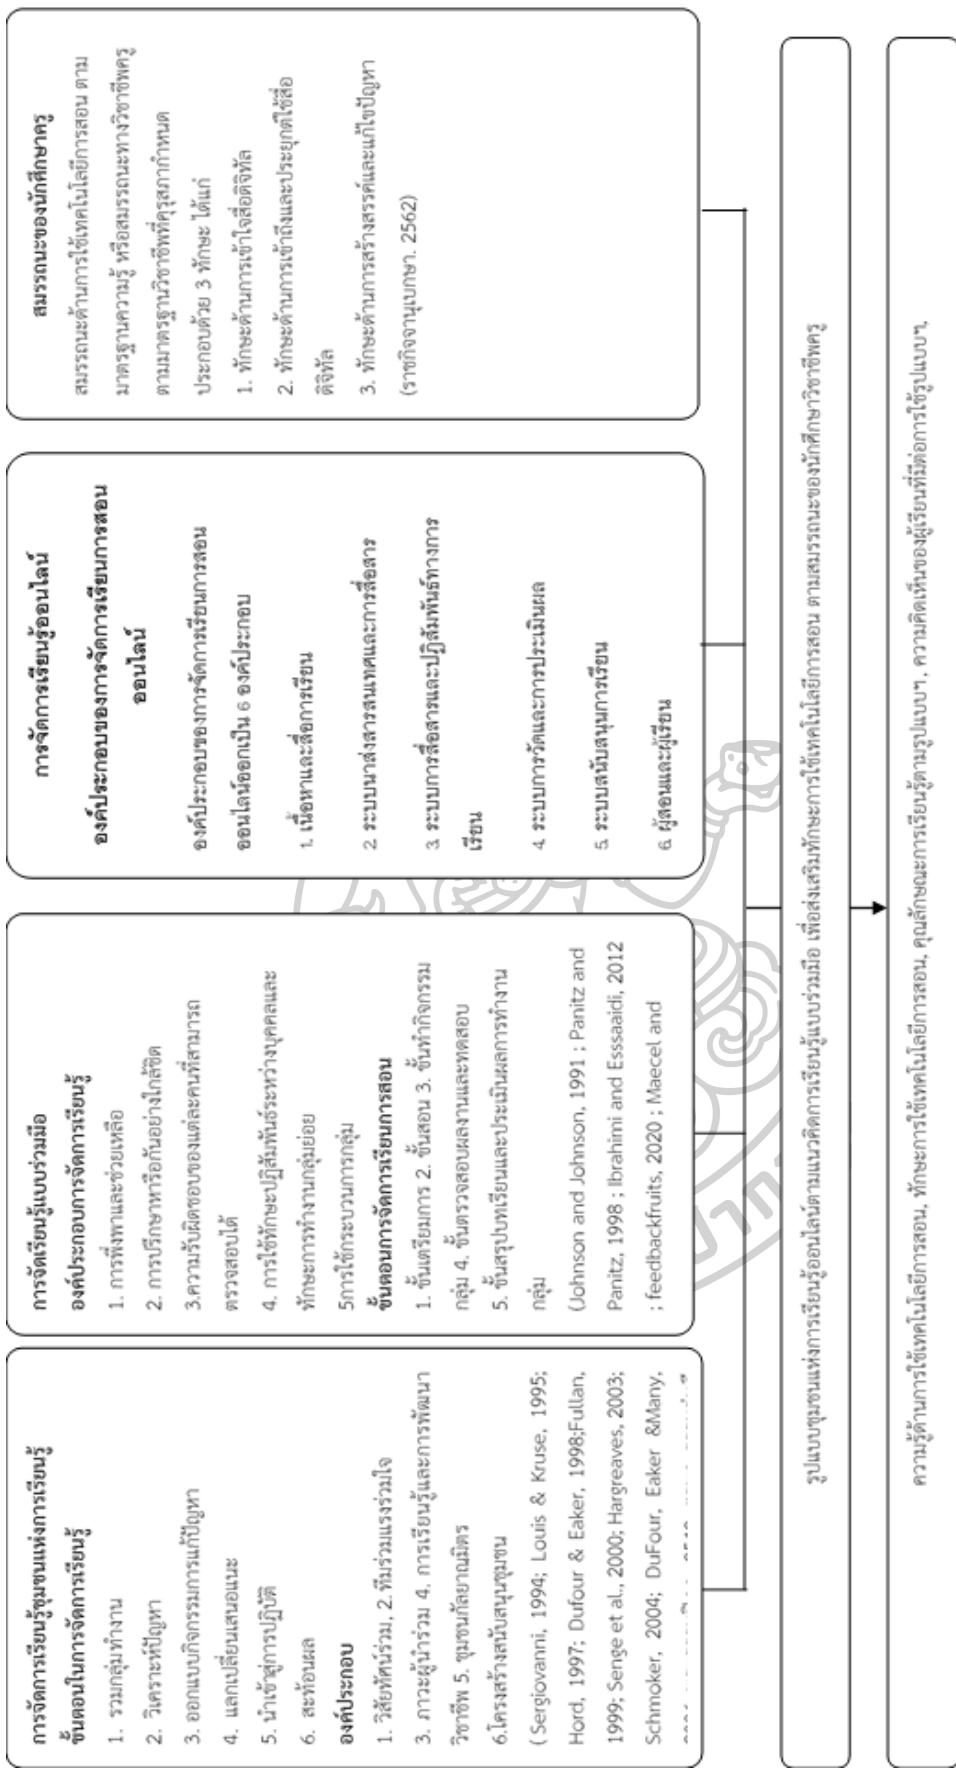 การจัดการเรียนรู้ชุมชนแห่งการเรียนรู้
ขั้นตอนในการจัดการเรียนรู้
1. รวมกลุ่มทำงาน
2. วิเคราะห์ปัญหา
3. ออกแบบกิจกรรมการแก้ปัญหา
4. แลกเปลี่ยนเสนอแนะ
5. นำเข้าสู่การปฏิบัติ
6. สะท้อนผล
องค์ประกอบ
1. วิสัยทัศน์ร่วม, 2. ทีมร่วมแรงร่วมใจ
3. ภาวะผู้นำร่วม 4. การเรียนรู้และการพัฒนา
วิชาชีพ 5. ชุมชนกัลยาณมิตร
6.โครงสร้างสนับสนุนชุมชน
( Sergiovanni, 1994; Louis & Kruse, 1995;
Hord, 1997; Dufour & Eaker, 1998;Fullan,
1999; Senge et al., 2000; Hargreaves, 2003;
Schmoker, 2004; DuFour, Eaker &Many,
การจัดเรียนรู้แบบร่วมมือ
องค์ประกอบการจัดการเรียนรู้
1. การพึ่งพาและช่วยเหลือ
2. การปรึกษาหารือกันอย่างใกล้ชิด
3.ความรับผิดชอบของแต่ละคนที่สามารถ
ตรวจสอบได้
4. การใช้ทักษะปฏิสัมพันธ์ระหว่างบุคคลและ
ทักษะการทำงานกลุ่มย่อย
5การใช้กระบวนการกลุ่ม
ขั้นตอนการจัดการเรียนการสอน
1. ขั้นเตรียมการ 2. ขั้นสอน 3. ขั้นทำกิจกรรม
กลุ่ม 4. ขั้นตรวจสอบผลงานและทดสอบ
5. ขั้นสรุปบทเรียนและประเมินผลการทำงาน
กลุ่ม
(Johnson and Johnson, 1991 ; Panitz and
Panitz, 1998 ; Ibrahimi and Esssaaidi, 2012
; feedbackfruits, 2020 ; Maecel and
การจัดการเรียนรู้ออนไลน์
องค์ประกอบของการจัดการเรียนการสอน
ออนไลน์
องค์ประกอบของการจัดการเรียนการสอน
ออนไลน์ออกเป็น 6 องค์ประกอบ
1. เนื้อหาและสื่อการเรียน
2. ระบบนำส่งสารสนเทศและการสื่อสาร
3. ระบบการสื่อสารและปฏิสัมพันธ์ทางการ
เรียน
4. ระบบการวัดและการประเมินผล
5. ระบบสนับสนุนการเรียน
6. ผู้สอนและผู้เรียน
สมรรถนะของนักศึกษาครู
สมรรถนะด้านการใช้เทคโนโลยีการสอน ตาม
มาตรฐานความรู้ หรือสมรรถนะทางวิชาชีพครู
ตามมาตรฐานวิชาชีพที่คุรุสภากำหนด
ประกอบด้วย 3 ทักษะ ได้แก่
1. ทักษะด้านการเข้าใจสื่อดิจิทัล
2. ทักษะด้านการเข้าถึงและประยุกต์ใช้สื่อ
ดิจิทัล
3. ทักษะด้านการสร้างสรรค์และแก้ไขปัญหา
(ราชกิจจานุเบกษา. 2562)
รูปแบบชุมชนแห่งการเรียนรู้ออนไลน์ตามแนวคิดการเรียนรู้แบบร่วมมือ เพื่อส่งเสริมทักษะการใช้เทคโนโลยีการสอน ตามสมรรถนะของนักศึกษาวิชาชีพครู
ความรู้ด้านการใช้เทคโนโลยีการสอน, ทักษะการใช้เทคโนโลยีการสอน, คุณลักษณะการเรียนรู้ตามรูปแบบฯ, ความคิดเห็นของผู้เรียนที่มีต่อการใช้รูปแบบฯ,